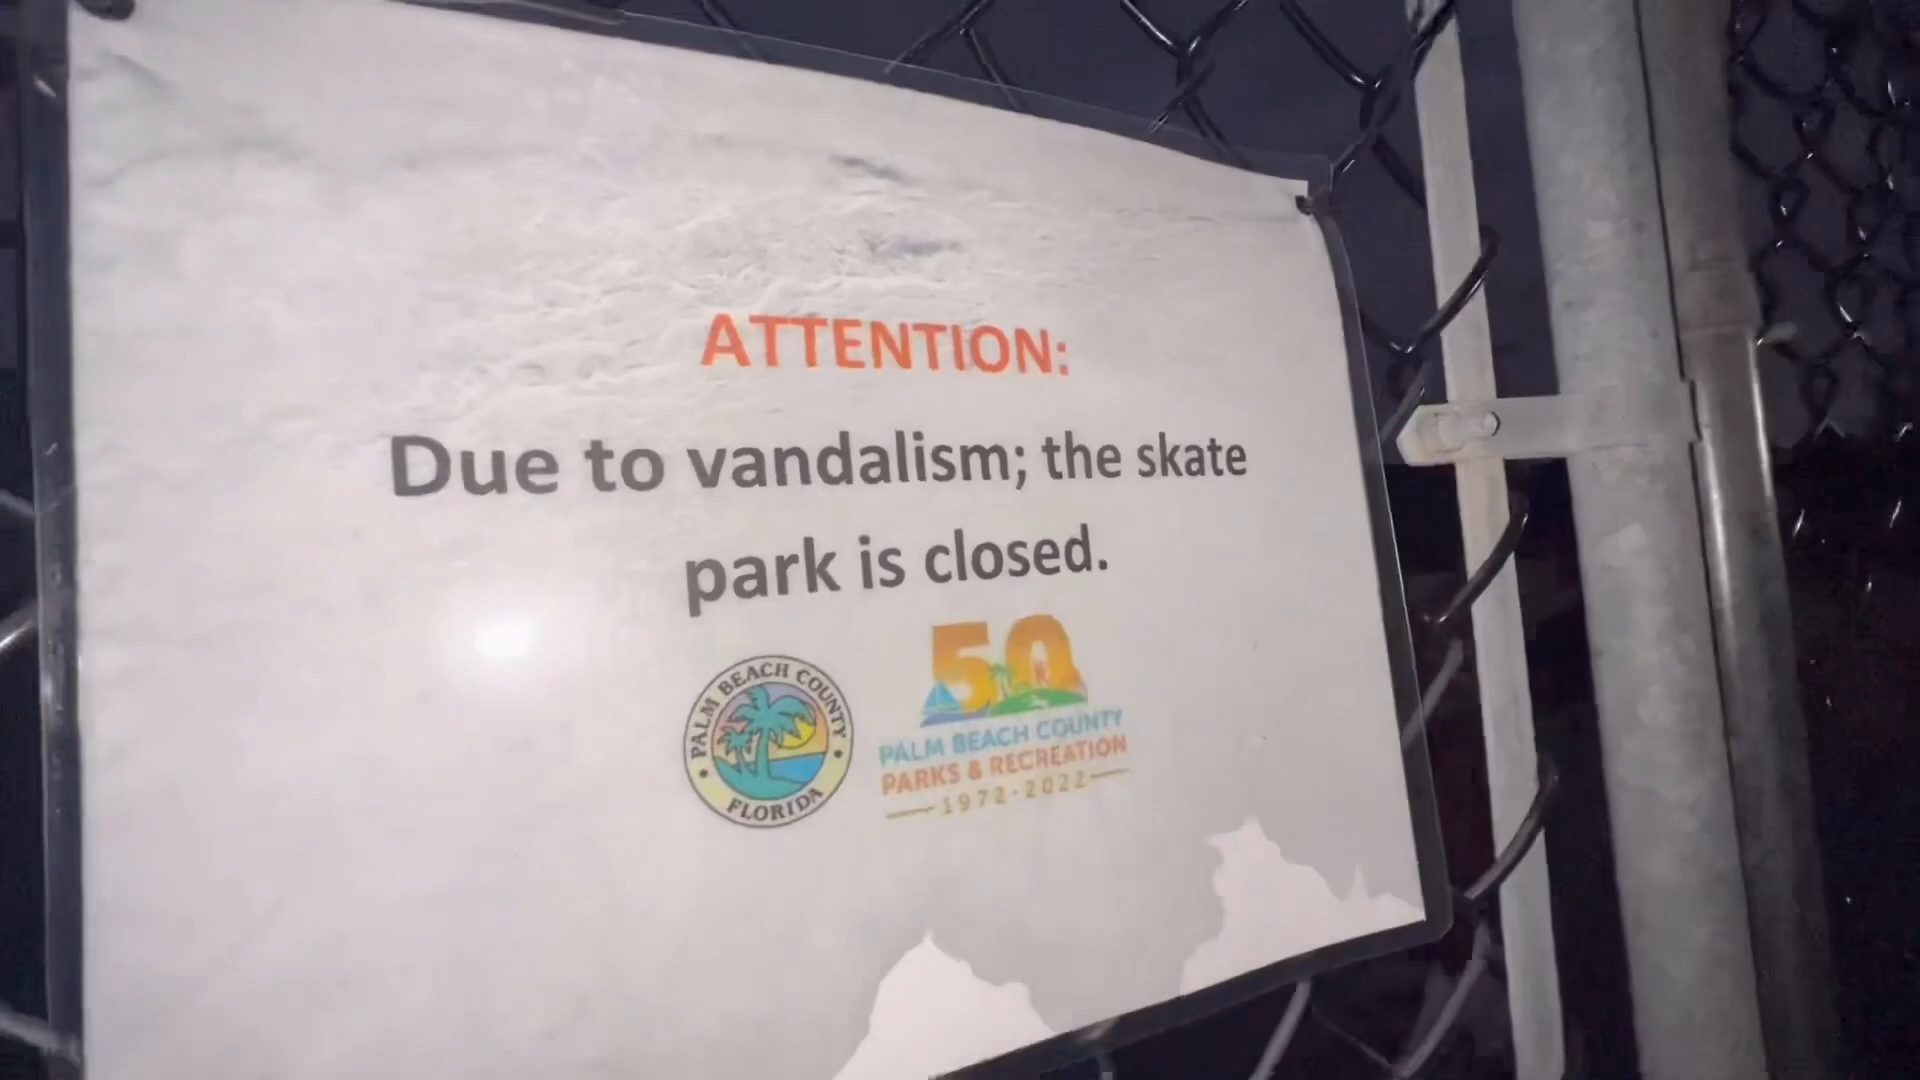 ATTENTION:
Due to vandalism; the skate
park is closed.
PALM BEACH COUNTY
FLORIDA
50
PALM BEACH COUNTY
PARKS & RECREATION
1972-2022